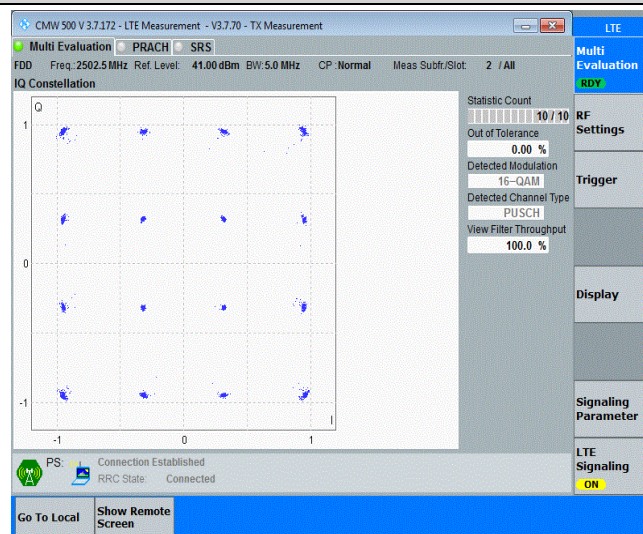 CMW 500 V 3.7.172 - LTE Measurement - V3.7.70 - TX Measurement
LTE
Multi Evaluation PRACH SRS
Multi
Evaluation
RDY
FDD Freq.:2502.5 MHz Ref. Level: 41.00 dBm BW:5.0 MHz CP :Normal Meas Subfr./Slot: 2 / All
IQ Constellation
Statistic Count
10 / 10
Out of Tolerance
0.00 %
Detected Modulation
16-QAM
Detected Channel Type
PUSCH
View Filter Throughput
100.0 %
Q
1
0
-1
I
-1 0 1
RF
Settings
Trigger
Display
Signaling
Parameter
LTE
Signaling
ON
PS: Connection Established
RRC State: Connected
Go To Local
Show Remote
Screen